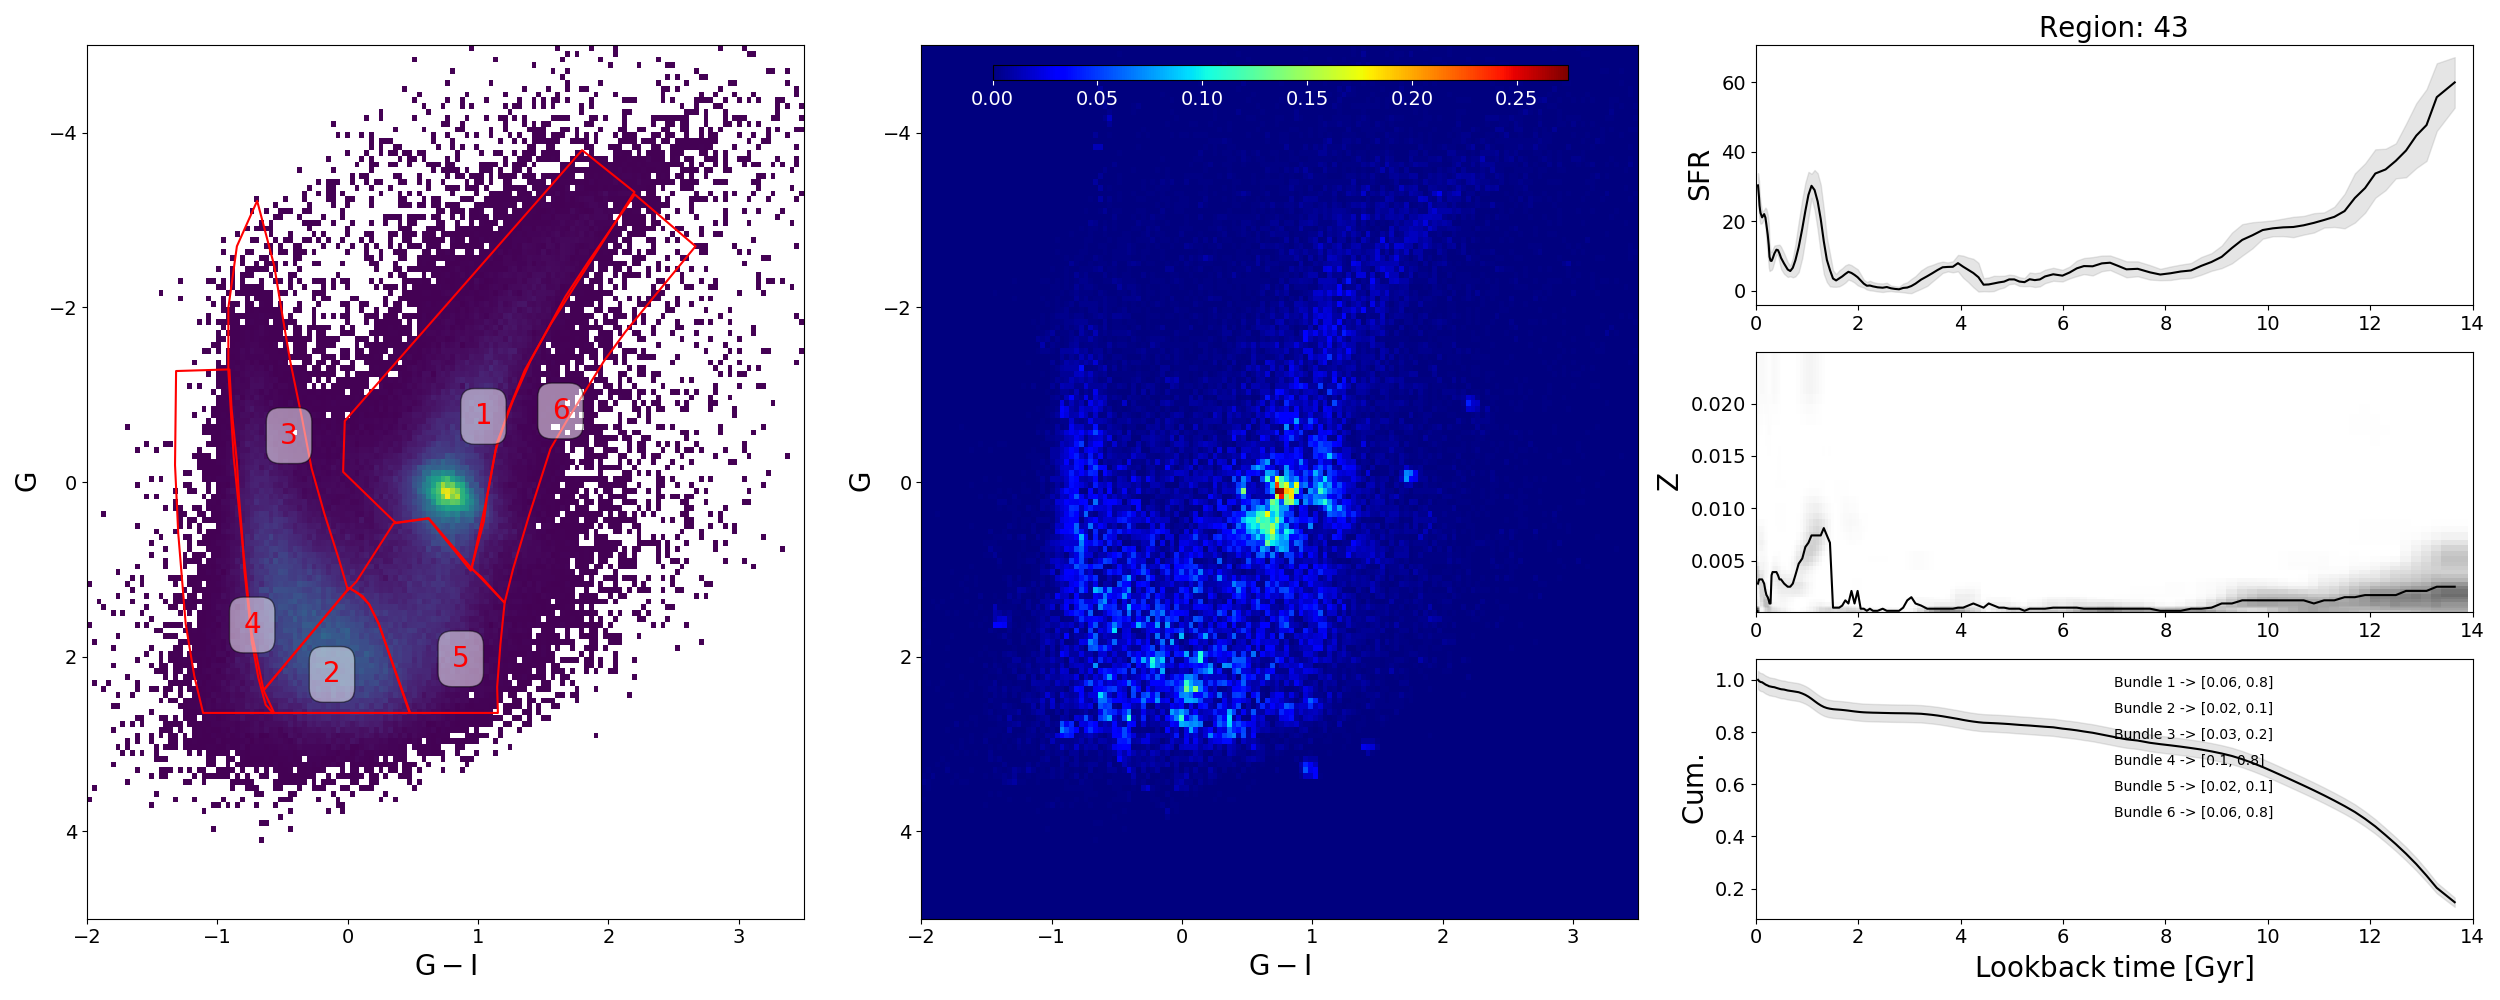 −4
−2
0
2
4
−2
−1
0
1
2
3
G
G − I
1
2
3
4
5
6
0.00 0.05 0.10 0.15 0.20 0.25
−4
−2
0
2
4
−2
−1
0
1
2
3
G
G − I
Region: 43
SFR
60
40
20
0
0 2 4 6 8 10 12 14
Z
0.020
0.015
0.010
0.005
0 2 4 6 8 10 12 14
Cum.
1.0
0.8
0.6
0.4
0.2
Bundle 1 -> [0.06, 0.8]
Bundle 2 -> [0.02, 0.1]
Bundle 3 -> [0.03, 0.2]
Bundle 4 -> [0.1, 0.8]
Bundle 5 -> [0.02, 0.1]
Bundle 6 -> [0.06, 0.8]
0 2 4 6 8 10 12 14
Lookback time [Gyr]